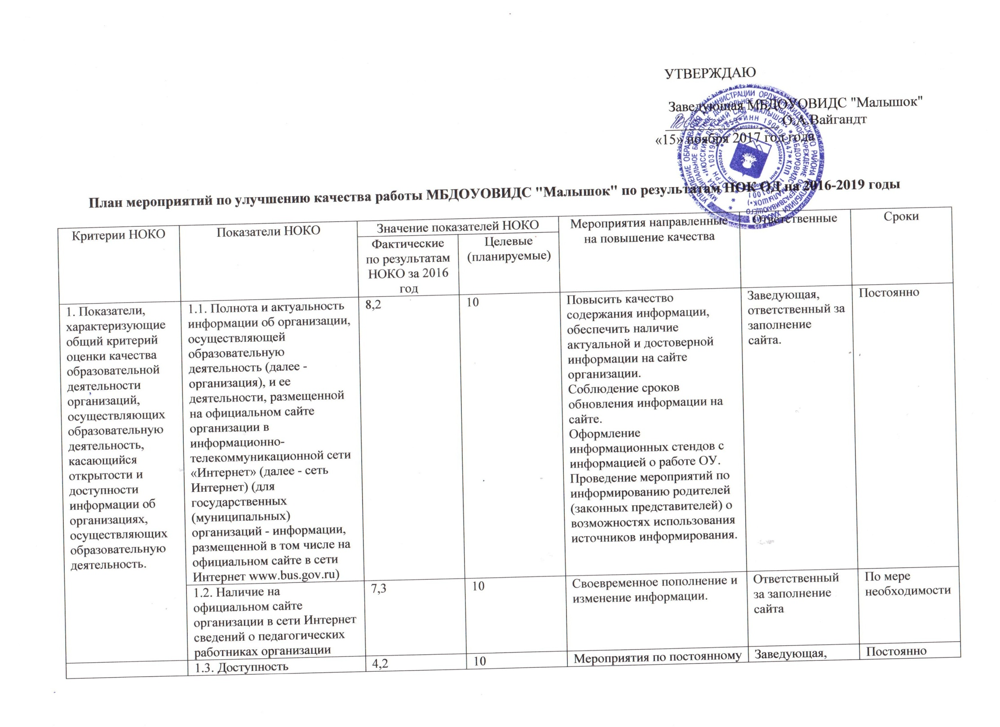 УТВЕРЖДАЮ
Заведующая МБДОУОВИДС "Малышок"
О.А.Вайгандт
«15» ноября 2017 год года
План мероприятий по улучшению качества работы МБДОУОВИДС "Малышок" по результатам НОК ОД на 2016-2019 годы
Критерии НОКО
Показатели НОКО
Значение показателей НОКО
Фактические
по результатам
НОКО за 2016
год
Целевые
(планируемые)
Мероприятия направленные
на повышение качества
Ответственные
Сроки
1. Показатели,
характеризующие
общий критерий
оценки качества
образовательной
деятельности
организаций,
осуществляющих
образовательную
деятельность,
касающийся
открытости и
доступности
информации об
организациях,
осуществляющих
образовательную
деятельность.
1.1. Полнота и актуальность
информации об организации,
осуществляющей
образовательную
деятельность (далее -
организация), и ее
деятельности, размещенной
на официальном сайте
организации в
информационно-
телекоммуникационной сети
«Интернет» (далее - сеть
Интернет) (для
государственных
(муниципальных)
организаций - информации,
размещенной в том числе на
официальном сайте в сети
Интернет www.bus.gov.ru)
8,2
10
Повысить качество
содержания информации,
обеспечить наличие
актуальной и достоверной
информации на сайте
организации.
Соблюдение сроков
обновления информации на
сайте.
Оформление
информационных стендов с
информацией о работе ОУ.
Проведение мероприятий по
информированию родителей
(законных представителей) о
возможностях использования
источников информирования.
Заведующая,
ответственный за
заполнение
сайта.
Постоянно
1.2. Наличие на
официальном сайте
организации в сети Интернет
сведений о педагогических
работниках организации
7,3
10
Своевременное пополнение и
изменение информации.
Ответственный
за заполнение
сайта
По мере
необходимости
1.3. Доступность
4,2
10
Мероприятия по постоянному
Заведующая,
Постоянно